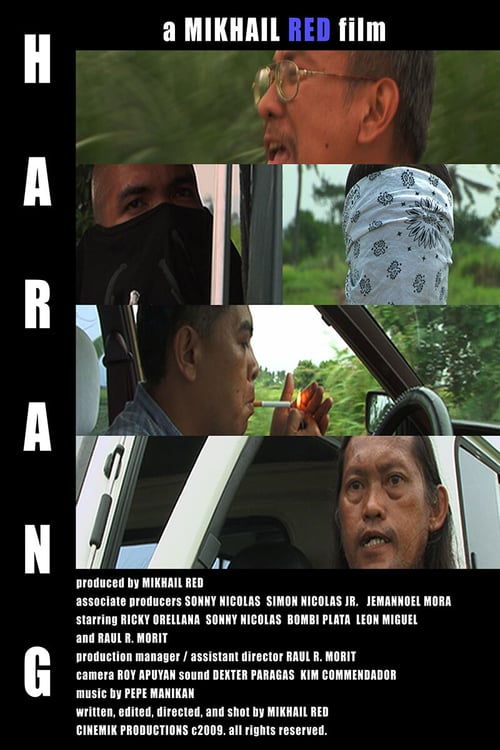 a MIKHAIL RED film
HARANG
produced by MIKHAIL RED
associate producers SONNY NICOLAS SIMON NICOLAS JR. JEMANNOEL MORA
starring RICKY ORELLANA SONNY NICOLAS BOMBI PLATA LEON MIGUEL
and RAUL R. MORIT
production manager / assistant director RAUL R. MORIT
camera ROY APUYAN sound DEXTER PARAGAS KIM COMMENDADOR
music by PEPE MANIKAN
written, edited, directed, and shot by MIKHAIL RED
CINEMIK PRODUCTIONS c2009. all rights reserved.